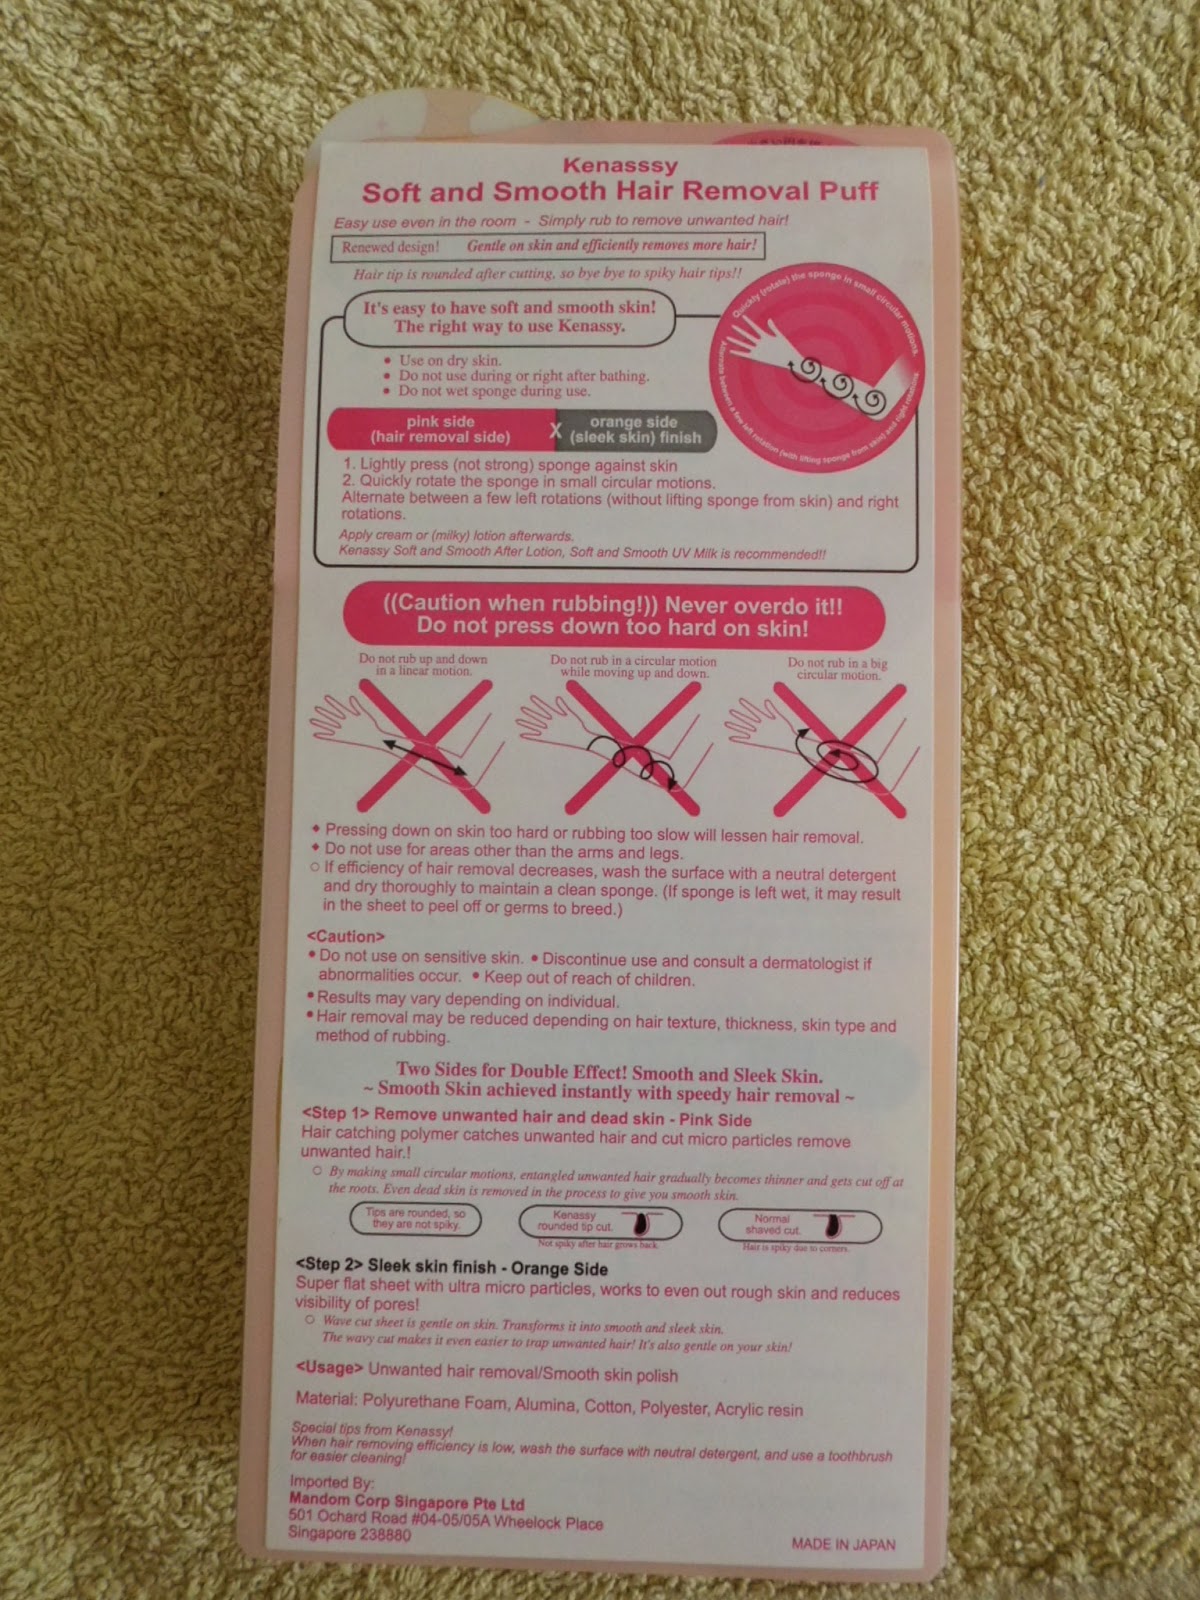 Kenasssy
Soft and Smooth Hair Removal Puff
Easy use even in the room - Simply rub to remove unwanted hair!
Renewed design! Gentle on skin and efficiently removes more hair!
Hair tip is rounded after cutting, so bye bye to spiky hair tips!!
It's easy to have soft and smooth skin!
The right way to use Kenassy.
• Use on dry skin.
• Do not use during or right after bathing.
• Do not wet sponge during use.
Quickly (rotate) the sponge in small circular motions.
Alternate between a few left rotation (with lifting sponge from skin) and right rotations.
pink side
(hair removal side)
X
orange side
(sleek skin) finish
1. Lightly press (not strong) sponge against skin
2. Quickly rotate the sponge in small circular motions.
Alternate between a few left rotations (without lifting sponge from skin) and right
rotations.
Apply cream or (milky) lotion afterwards.
Kenassy Soft and Smooth After Lotion, Soft and Smooth UV Milk is recommended!!
((Caution when rubbing!)) Never overdo it!!
Do not press down too hard on skin!
Do not rub up and down
in a linear motion.
Do not rub in a circular motion
while moving up and down.
Do not rub in a big
circular motion.
◆ Pressing down on skin too hard or rubbing too slow will lessen hair removal.
◆ Do not use for areas other than the arms and legs.
○ If efficiency of hair removal decreases, wash the surface with a neutral detergent
and dry thoroughly to maintain a clean sponge. (If sponge is left wet, it may result
in the sheet to peel off or germs to breed.)
<Caution>
• Do not use on sensitive skin. • Discontinue use and consult a dermatologist if
abnormalities occur. • Keep out of reach of children.
• Results may vary depending on individual.
• Hair removal may be reduced depending on hair texture, thickness, skin type and
method of rubbing.
Two Sides for Double Effect! Smooth and Sleek Skin.
~ Smooth Skin achieved instantly with speedy hair removal ~
<Step 1> Remove unwanted hair and dead skin - Pink Side
Hair catching polymer catches unwanted hair and cut micro particles remove
unwanted hair.!
○ By making small circular motions, entangled unwanted hair gradually becomes thinner and gets cut off at
the roots. Even dead skin is removed in the process to give you smooth skin.
Tips are rounded, so
they are not spiky.
Kenassy
rounded tip cut.
Not spiky after hair grows back.
Normal
shaved cut.
Hair is spiky due to corners.
<Step 2> Sleek skin finish - Orange Side
Super flat sheet with ultra micro particles, works to even out rough skin and reduces
visibility of pores!
○ Wave cut sheet is gentle on skin. Transforms it into smooth and sleek skin.
The wavy cut makes it even easier to trap unwanted hair! It's also gentle on your skin!
<Usage> Unwanted hair removal/Smooth skin polish
Material: Polyurethane Foam, Alumina, Cotton, Polyester, Acrylic resin
Special tips from Kenassy!
When hair removing efficiency is low, wash the surface with neutral detergent, and use a toothbrush
for easier cleaning!
Imported By:
Mandom Corp Singapore Pte Ltd
501 Ochard Road #04-05/05A Wheelock Place
Singapore 238880
MADE IN JAPAN